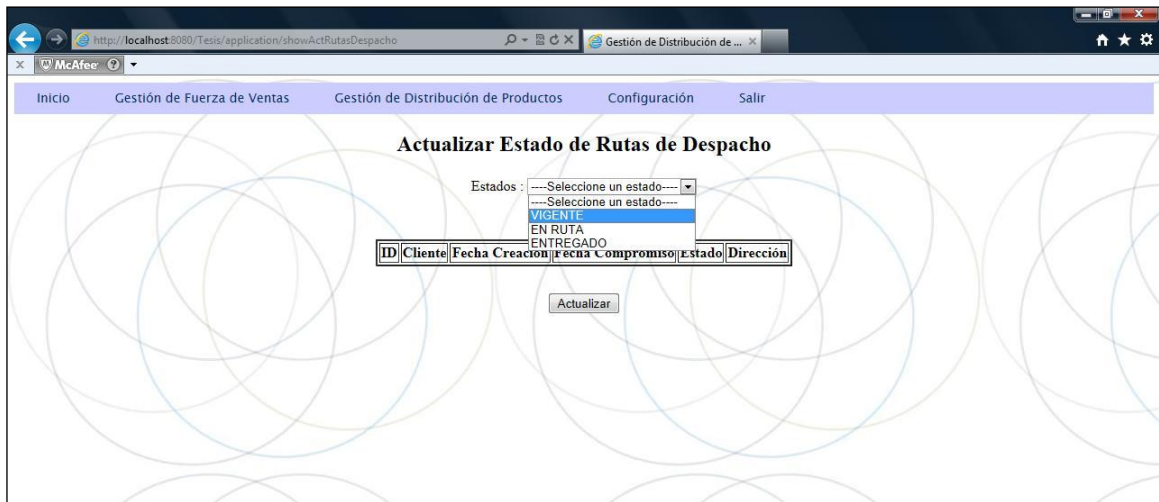 http://localhost:8080/Tesis/application/showActRutasDespacho
Gestión de Distribución de ...
McAfee
Inicio Gestión de Fuerza de Ventas Gestión de Distribución de Productos Configuración Salir
Actualizar Estado de Rutas de Despacho
Estados : ----Seleccione un estado----
----Seleccione un estado----
VIGENTE
EN RUTA
ENTREGADO
ID Cliente Fecha Creación Fecha Compromiso Estado Dirección
Actualizar